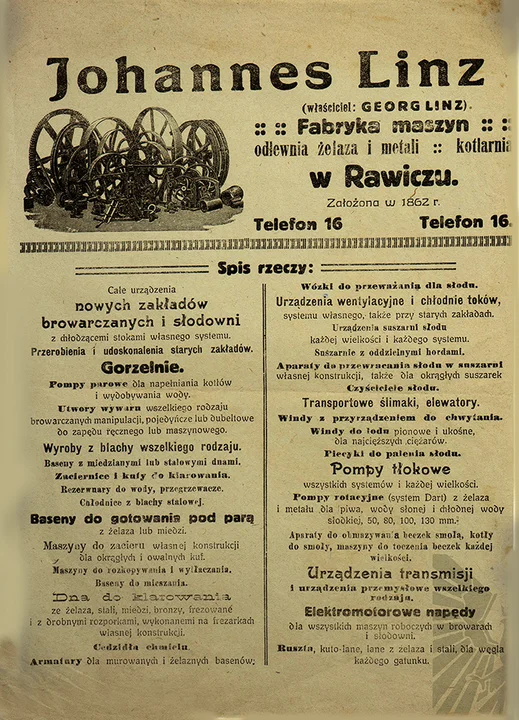 Johannes Linz
(właściciel: GEORG LINZ).
:: :: Fabryka maszyn :: ::
odlewnia żelaza i metali :: kotlarnia
w Rawiczu.
Założona w 1862 r.
Telefon 16 Telefon 16.
Spis rzeczy:
Całe urządzenia
nowych zakładów
browarczanych i słodowni
z chłodzącemi stokami własnego systemu.
Przerobienia i udoskonalenia starych zakładów.
Gorzelnie.
Pompy parowe dla napielniania kotłów
i wydobywania wody.
Utwory wywaru wszelkiego rodzaju
browarczanych manipulacji, pojedyńcze lub dubeltowe
do zapędu ręcznego lub maszynowego.
Wyroby z blachy wszelkiego rodzaju.
Baseny z miedzianymi lub stalowymi dnami.
Zaciernice i kufy do klarowania.
Rezerwary do wody, przegrzewacze.
Całodnice z blachy stalowej.
Baseny do gotowania pod parą
z żelaza lub miedzi.
Maszyny do zacieru własnej konstrukcji
dla okrągłych i owalnych kuf.
Maszyny do rozkopywania i wytłaczania.
Baseny do mieszania.
Dna do klarowania
ze żelaza, stali, miedzi, bronzy, frezowane
i z drobnymi rozporkami, wykonanemi na frezarkach
własnej konstrukcji.
Cedzidła chmielu.
Armatury dla murowanych i żelaznych basenów;
Wózki do przeważania dla słodu.
Urządzenia wentylacyjne i chłodnie toków,
systemu własnego, także przy starych zakładach.
Urządzenia suszarni słodu
każdej wielkości i każdego systemu.
Suszarnie z oddzielnymi hordami.
Aparaty do przewracania słodu w suszarni
własnej konstrukcji, także dla okrągłych suszarek
Czyściciele słodu.
Transportowe ślimaki, elewatory.
Windy z przyrządzeniem do chwytania.
Windy do lodu pionowe i ukośne,
dla najcięższych ciężarów.
Piecyki do palenia słodu.
Pompy tłokowe
wszystkich systemów i każdej wielkości.
Pompy rotacyjne (system Dart) z żelaza
i metalu dla piwa, wody słonej i chłodnej wody
słodkiej, 50, 80, 100, 130 mm.
Aparaty do obmazywania beczek smołą, kotły
do smoły, maszyny do toczenia beczek każdej
wielkości.
Urządzenia transmisji
i urządzenia przemysłowe wszelkiego
rodzaju.
Elektromotorowe napędy
dla wszystkich maszyn roboczych w browarach
i słodowni.
Ruszta, kuto-lane, lane z żelaza i stali, dla węgla
każdego gatunku.